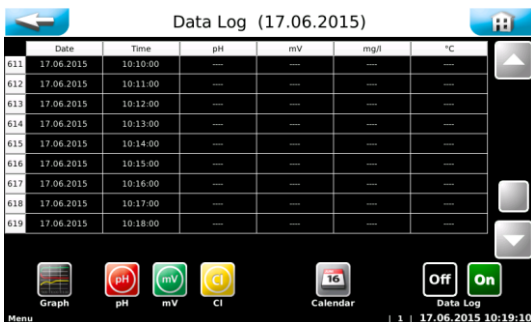 Data Log (17.06.2015)
Date Time pH mV mg/l °C
611 17.06.2015 10:10:00 ---- ---- ---- ----
612 17.06.2015 10:11:00 ---- ---- ---- ----
613 17.06.2015 10:12:00 ---- ---- ---- ----
614 17.06.2015 10:13:00 ---- ---- ---- ----
615 17.06.2015 10:14:00 ---- ---- ---- ----
616 17.06.2015 10:15:00 ---- ---- ---- ----
617 17.06.2015 10:16:00 ---- ---- ---- ----
618 17.06.2015 10:17:00 ---- ---- ---- ----
619 17.06.2015 10:18:00 ---- ---- ---- ----
pH mV Cl 16 Off On
Graph pH mV Cl Calendar Data Log
Menu | 1 | 17.06.2015 10:19:10